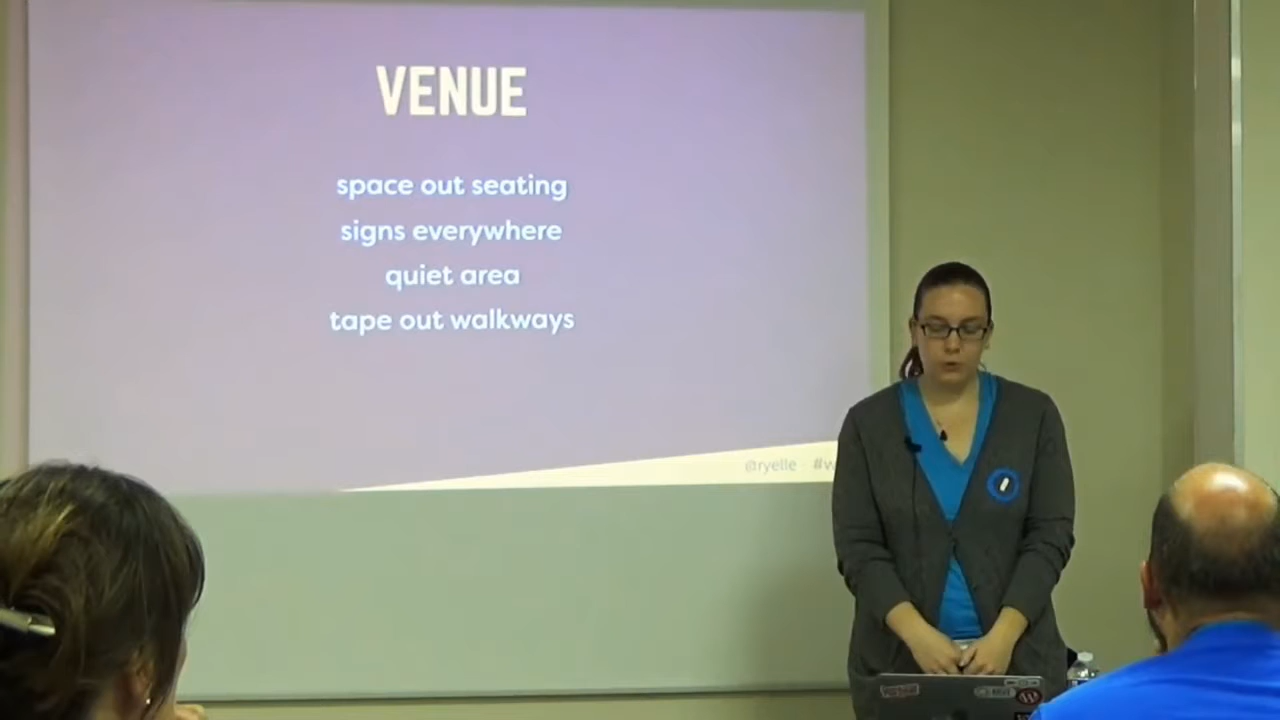 VENUE
space out seating
signs everywhere
quiet area
tape out walkways
@ryelle #w